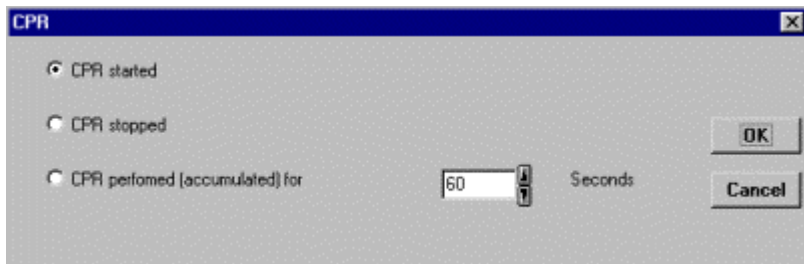 CPR
CPR started
CPR stopped
OK
CPR perfomed (accumulated) for 60 Seconds
Cancel